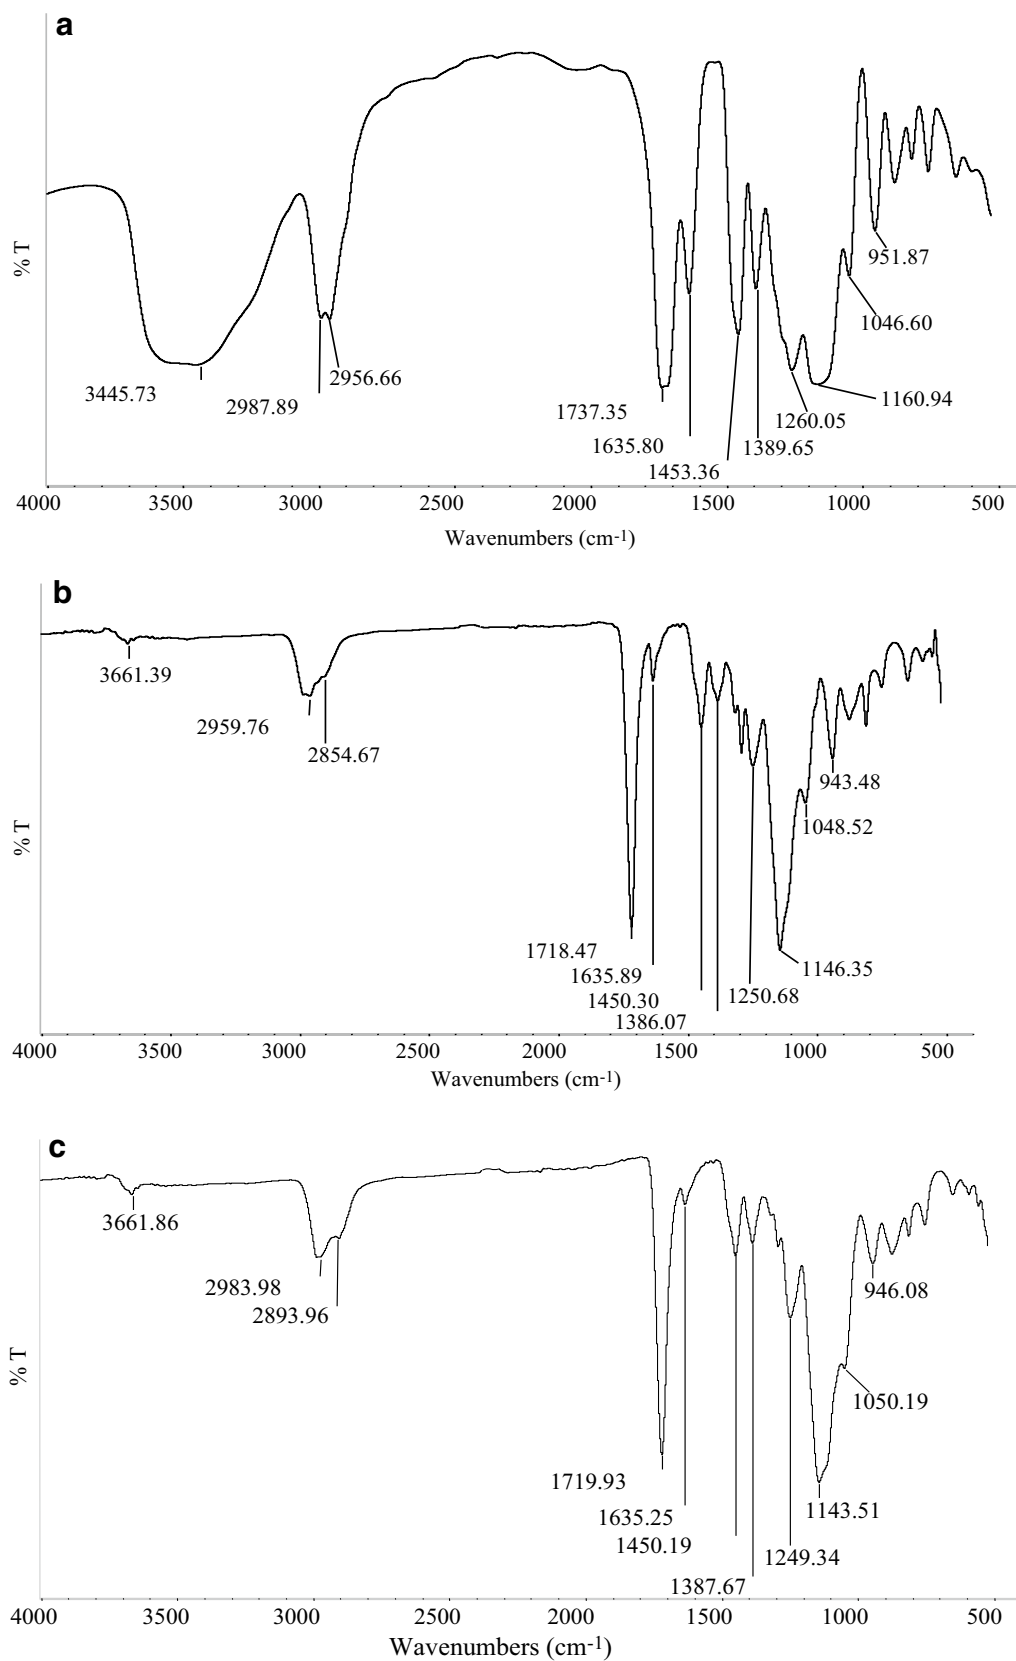 a
% T
3445.73
2987.89
2956.66
1737.35
1635.80
1453.36
1389.65
1260.05
1160.94
1046.60
951.87
4000 3500 3000 2500 2000 1500 1000 500
Wavenumbers (cm-1)
b
% T
3661.39
2959.76
2854.67
1718.47
1635.89
1450.30
1386.07
1250.68
1146.35
1048.52
943.48
4000 3500 3000 2500 2000 1500 1000 500
Wavenumbers (cm-1)
c
% T
3661.86
2983.98
2893.96
1719.93
1635.25
1450.19
1387.67
1249.34
1143.51
1050.19
946.08
4000 3500 3000 2500 2000 1500 1000 500
Wavenumbers (cm-1)